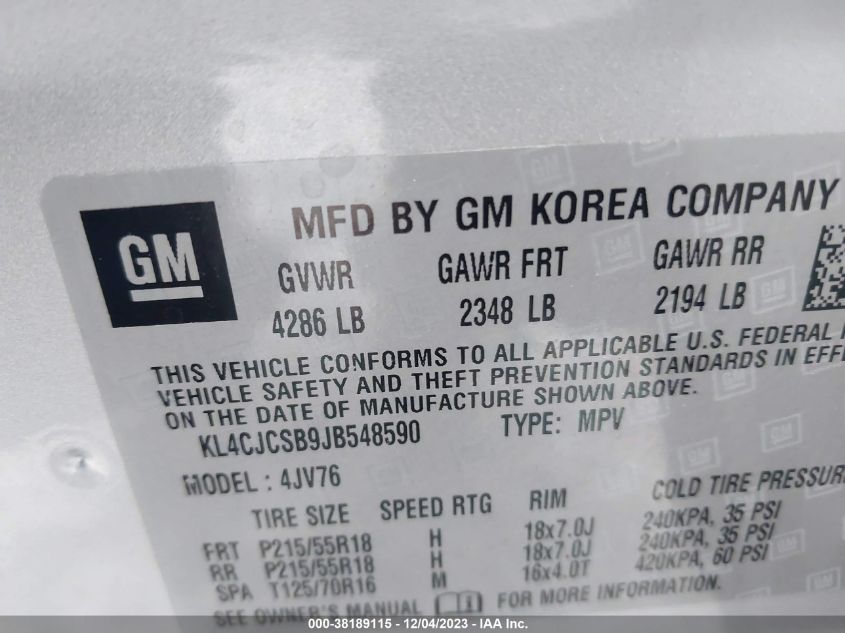 GM
MFD BY GM KOREA COMPANY
GVWR GAWR FRT GAWR RR
4286 LB 2348 LB 2194 LB
THIS VEHICLE CONFORMS TO ALL APPLICABLE U.S. FEDERAL
VEHICLE SAFETY AND THEFT PREVENTION STANDARDS IN EFFE
ON THE DATE OF MANUFACTURE SHOWN ABOVE.
KL4CJCSB9JB548590 TYPE: MPV
MODEL: 4JV76
TIRE SIZE SPEED RTG RIM COLD TIRE PRESSURE
FRT P215/55R18 H 18x7.0J 240KPA, 35 PSI
RR P215/55R18 H 18x7.0J 240KPA, 35 PSI
SPA T125/70R16 M 16x4.0T 420KPA, 60 PSI
SEE OWNER'S MANUAL FOR MORE INFORMATION.
000-38189115 - 12/04/2023 - IAA Inc.